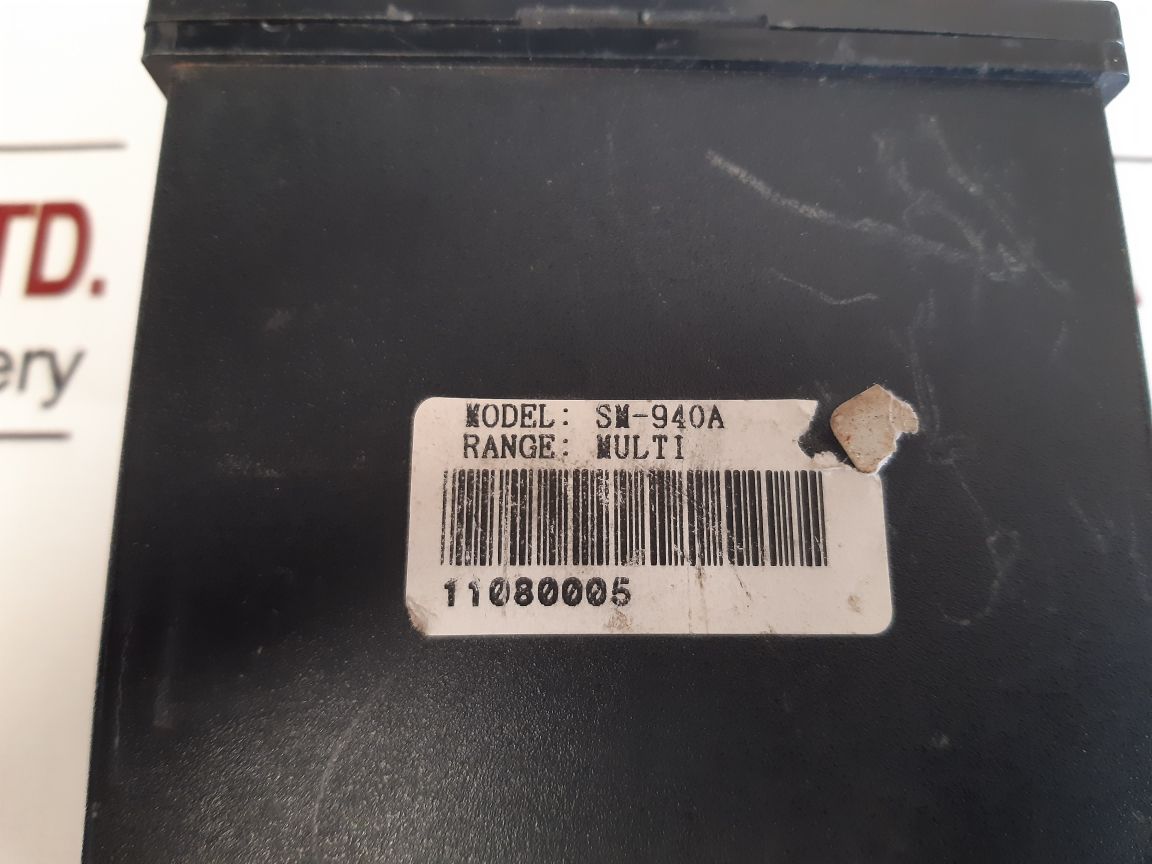 TD.
ery
MODEL: SM-940A
RANGE: MULTI
11080005